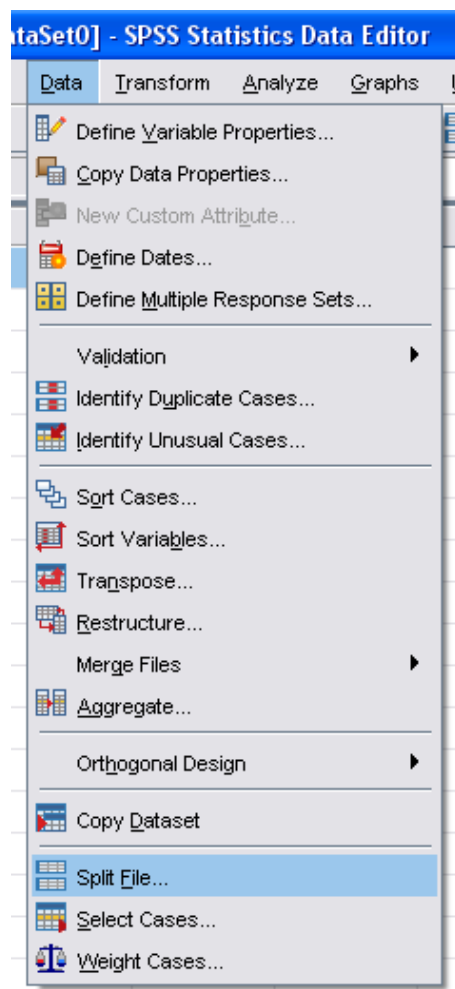 taSet0] - SPSS Statistics Data Editor
Data Transform Analyze Graphs
Define Variable Properties...
Copy Data Properties...
New Custom Attribute...
Define Dates...
Define Multiple Response Sets...
Validation
Identify Duplicate Cases...
Identify Unusual Cases...
Sort Cases...
Sort Variables...
Transpose...
Restructure...
Merge Files
Aggregate...
Orthogonal Design
Copy Dataset
Split File...
Select Cases...
Weight Cases...